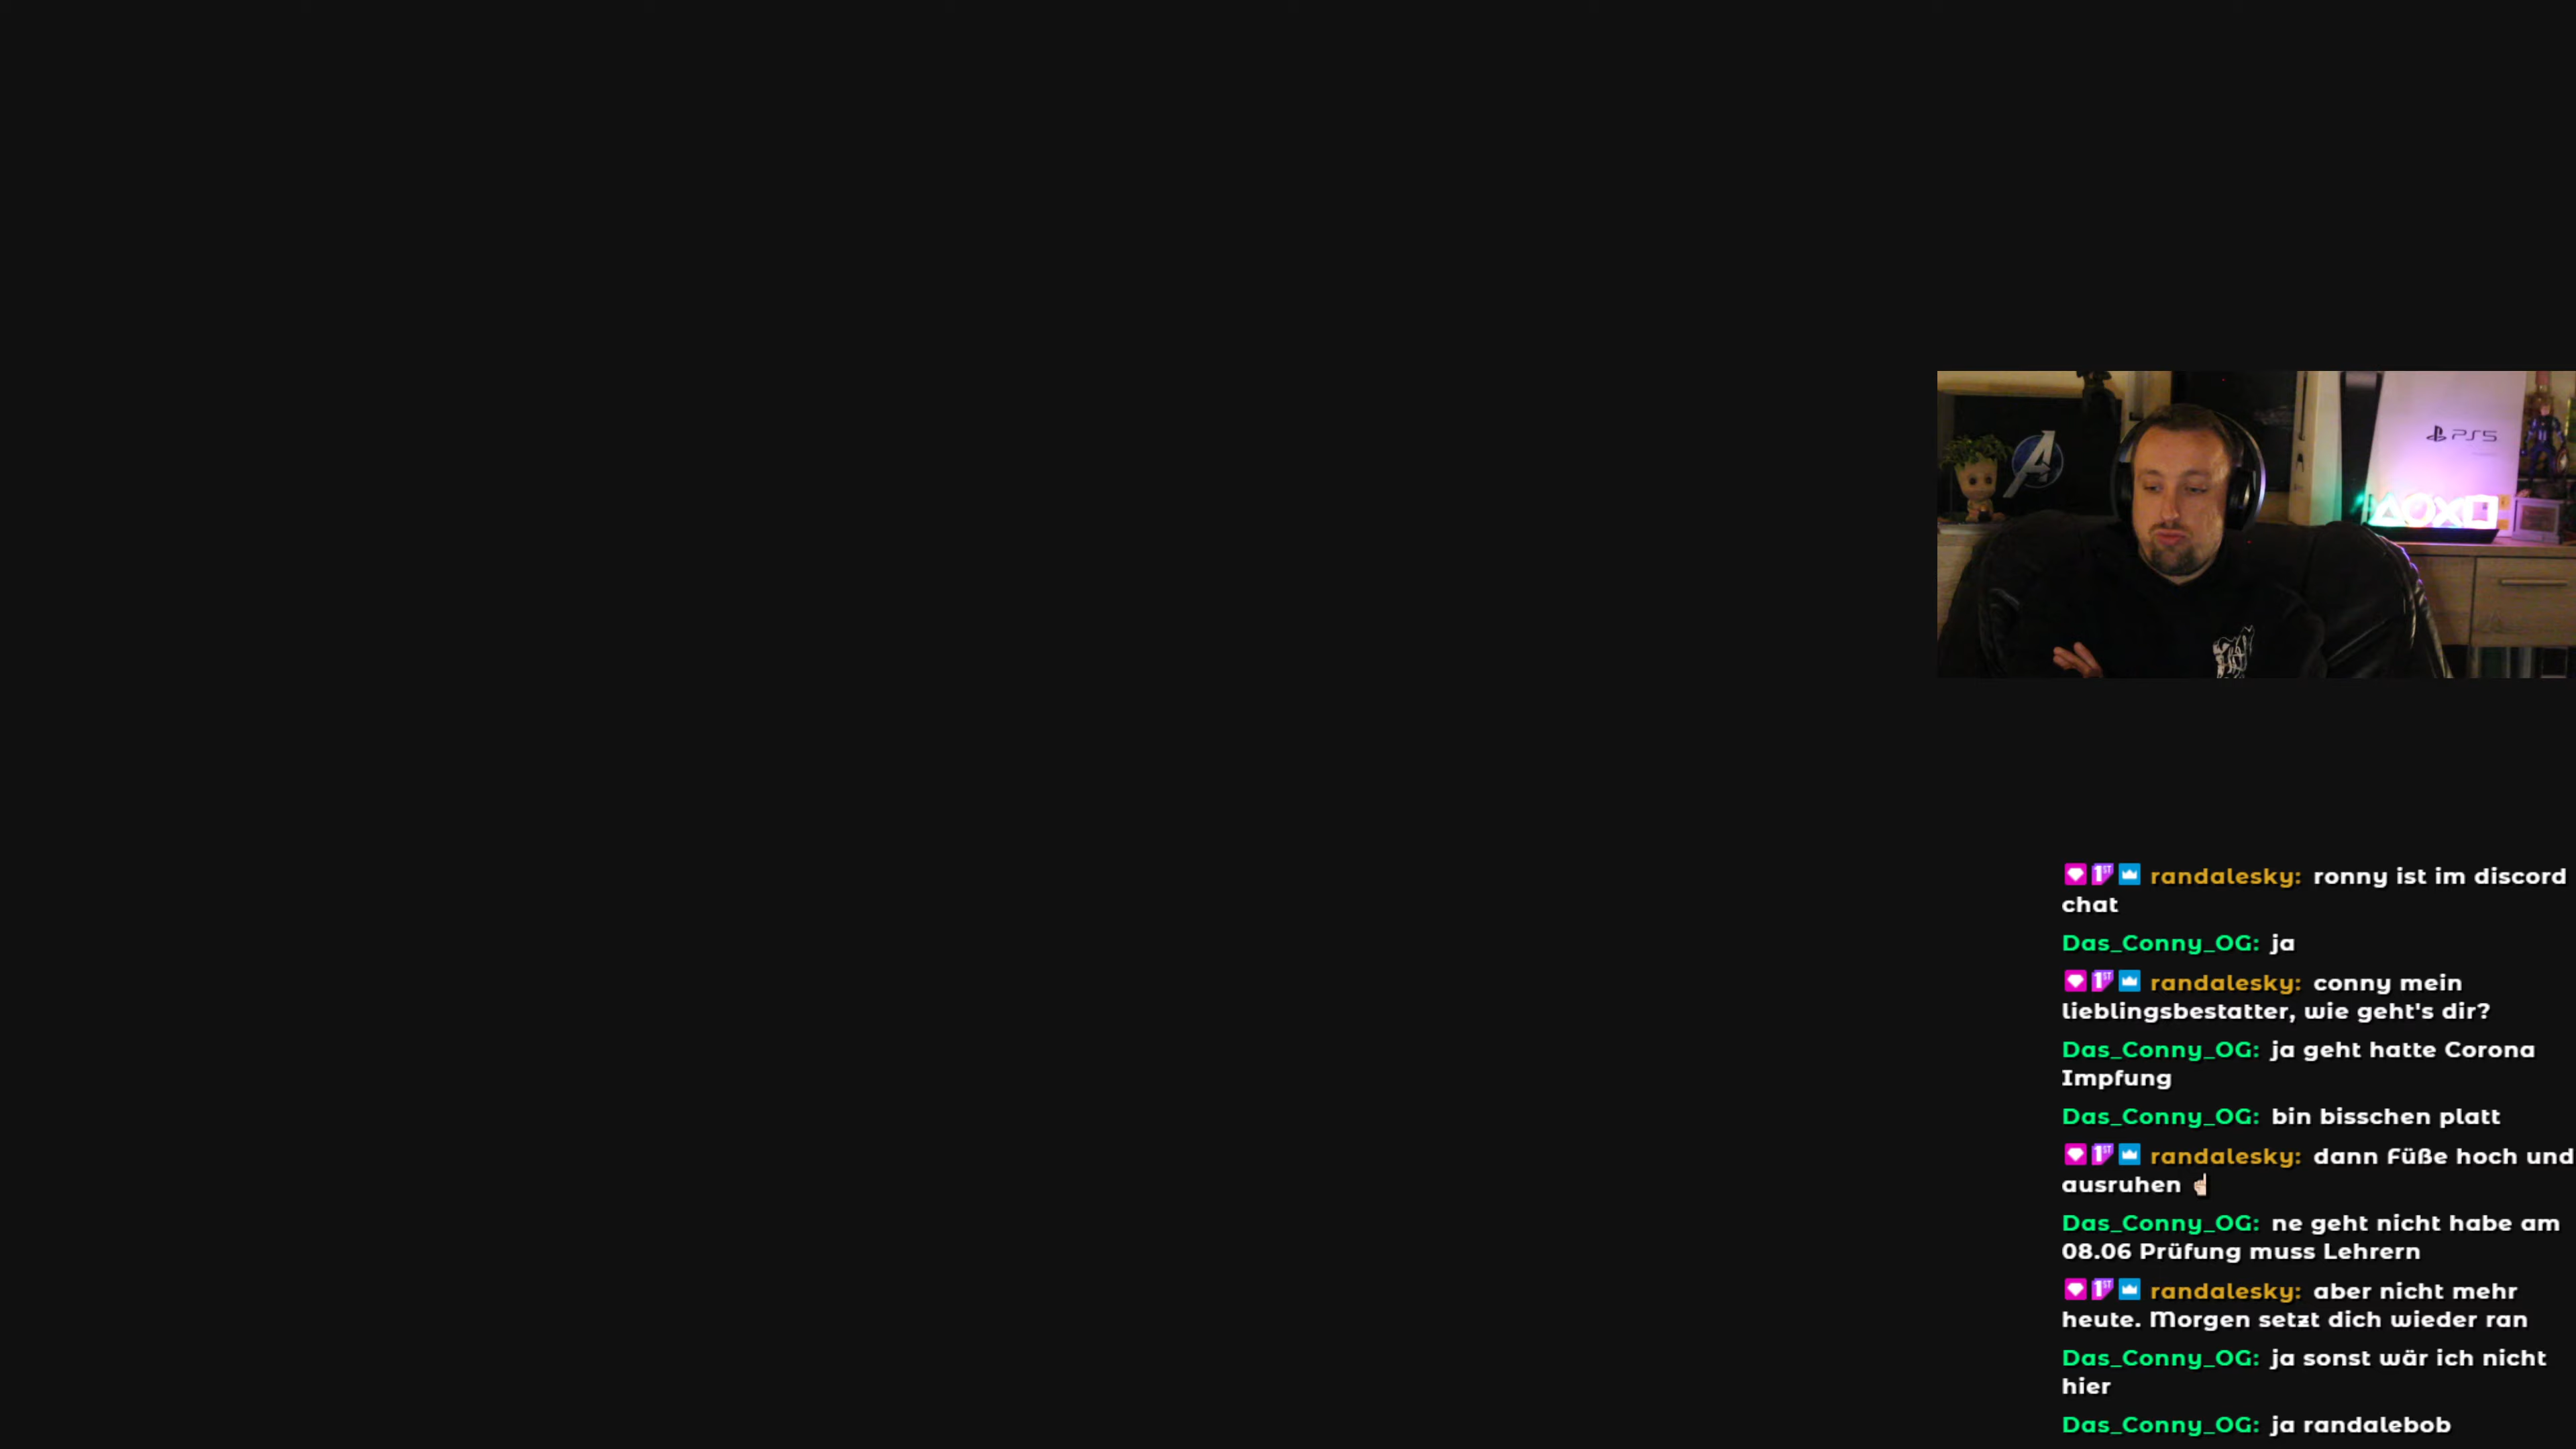 PS5
randalesky: ronny ist im discord
chat
Das_Conny_OG: ja
randalesky: conny mein
lieblingsbestatter, wie geht's dir?
Das_Conny_OG: ja geht hatte Corona
Impfung
Das_Conny_OG: bin bisschen platt
randalesky: dann Füße hoch und
ausruhen ☝🏻
Das_Conny_OG: ne geht nicht habe am
08.06 Prüfung muss Lehrern
randalesky: aber nicht mehr
heute. Morgen setzt dich wieder ran
Das_Conny_OG: ja sonst wär ich nicht
hier
Das_Conny_OG: ja randalebob